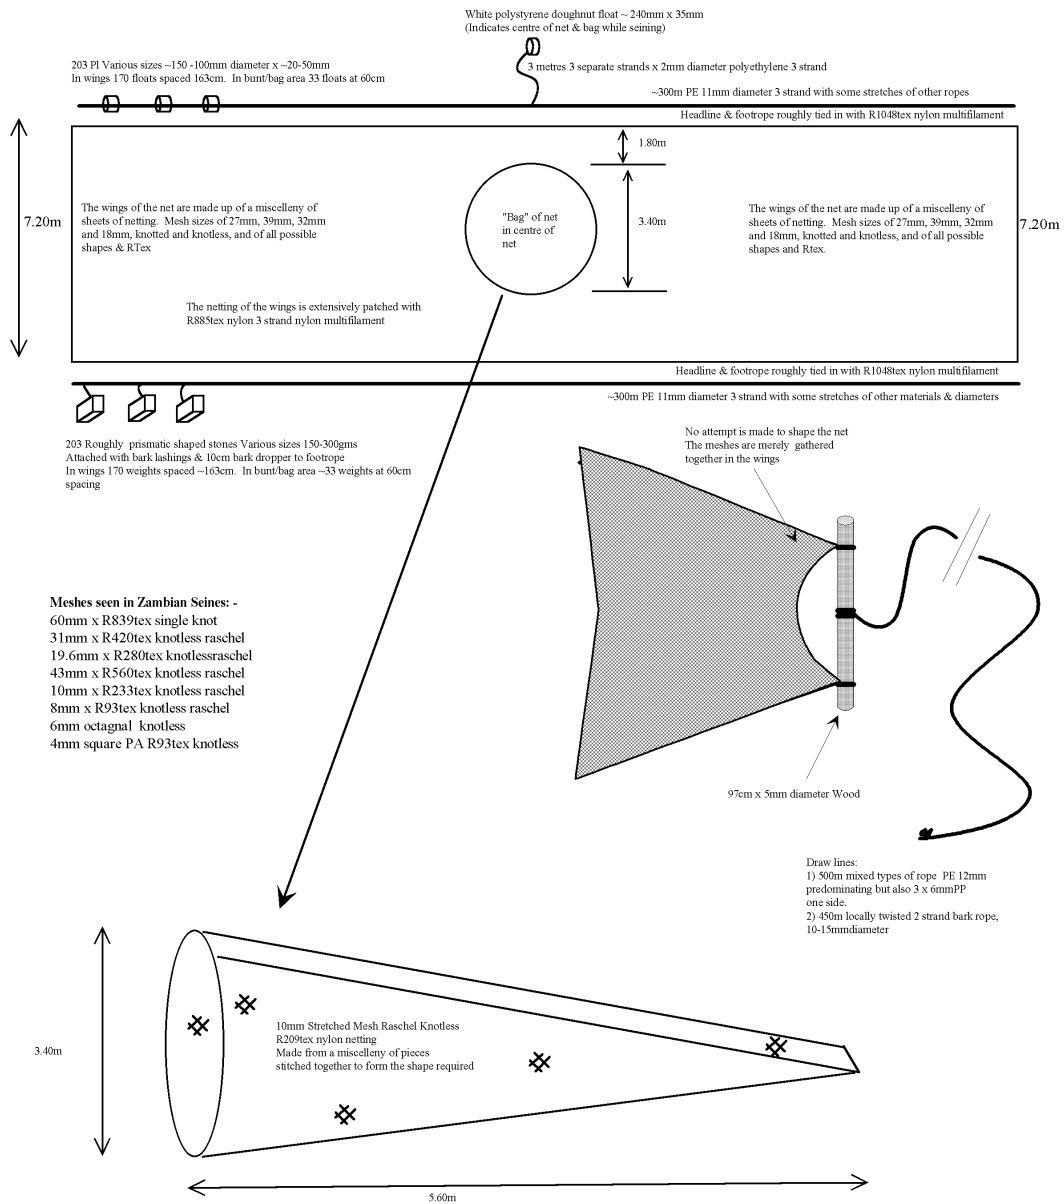 White polystyrene doughnut float ~ 240mm x 35mm
(Indicates centre of net & bag while seining)
203 Pl Various sizes ~150 -100mm diameter x ~20-50mm
In wings 170 floats spaced 163cm. In bunt/bag area 33 floats at 60cm
3 metres 3 separate strands x 2mm diameter polyethylene 3 strand
~300m PE 11mm diameter 3 strand with some stretches of other ropes
Headline & footrope roughly tied in with R1048tex nylon multifilament
1.80m
7.20m
The wings of the net are made up of a miscelleny of
sheets of netting. Mesh sizes of 27mm, 39mm, 32mm
and 18mm, knotted and knotless, and of all possible
shapes & RTex
"Bag" of net
in centre of
net
3.40m
The wings of the net are made up of a miscelleny of
sheets of netting. Mesh sizes of 27mm, 39mm, 32mm
and 18mm, knotted and knotless, and of all possible
shapes and Rtex.
7.20m
The netting of the wings is extensively patched with
R885tex nylon 3 strand nylon multifilament
Headline & footrope roughly tied in with R1048tex nylon multifilament
~300m PE 11mm diameter 3 strand with some stretches of other materials & diameters
203 Roughly prismatic shaped stones Various sizes 150-300gms
Attached with bark lashings & 10cm bark dropper to footrope
In wings 170 weights spaced ~163cm. In bunt/bag area ~33 weights at 60cm
spacing
No attempt is made to shape the net
The meshes are merely gathered
together in the wings
Meshes seen in Zambian Seines: -
60mm x R839tex single knot
31mm x R420tex knotless raschel
19.6mm x R280tex knotlessraschel
43mm x R560tex knotless raschel
10mm x R233tex knotless raschel
8mm x R93tex knotless raschel
6mm octagnal knotless
4mm square PA R93tex knotless
97cm x 5mm diameter Wood
Draw lines:
1) 500m mixed types of rope PE 12mm
predominating but also 3 x 6mmPP
one side.
2) 450m locally twisted 2 strand bark rope,
10-15mmdiameter
3.40m
10mm Stretched Mesh Raschel Knotless
R209tex nylon netting
Made from a miscelleny of pieces
stitched together to form the shape required
5.60m